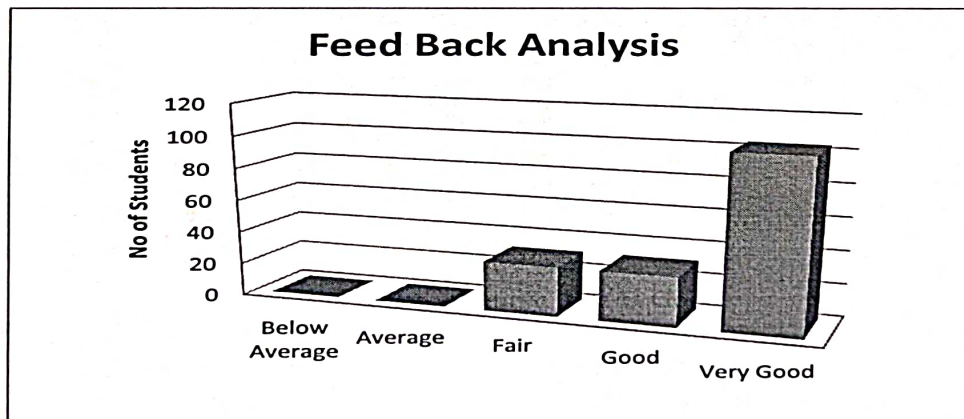 Feed Back Analysis
No of Students
120
100
80
60
40
20
0
Below
Average
Average
Fair
Good
Very Good